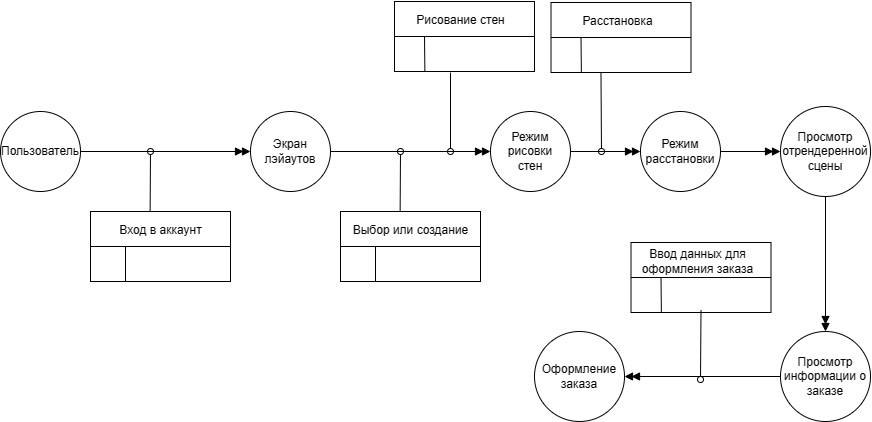 Рисование стен
Расстановка
Пользователь
Экран
лэйаутов
Режим
рисовки
стен
Режим
расстановки
Просмотр
отрендеренной
сцены
Вход в аккаунт
Выбор или создание
Ввод данных для
оформления заказа
Оформление
заказа
Просмотр
информации о
заказе